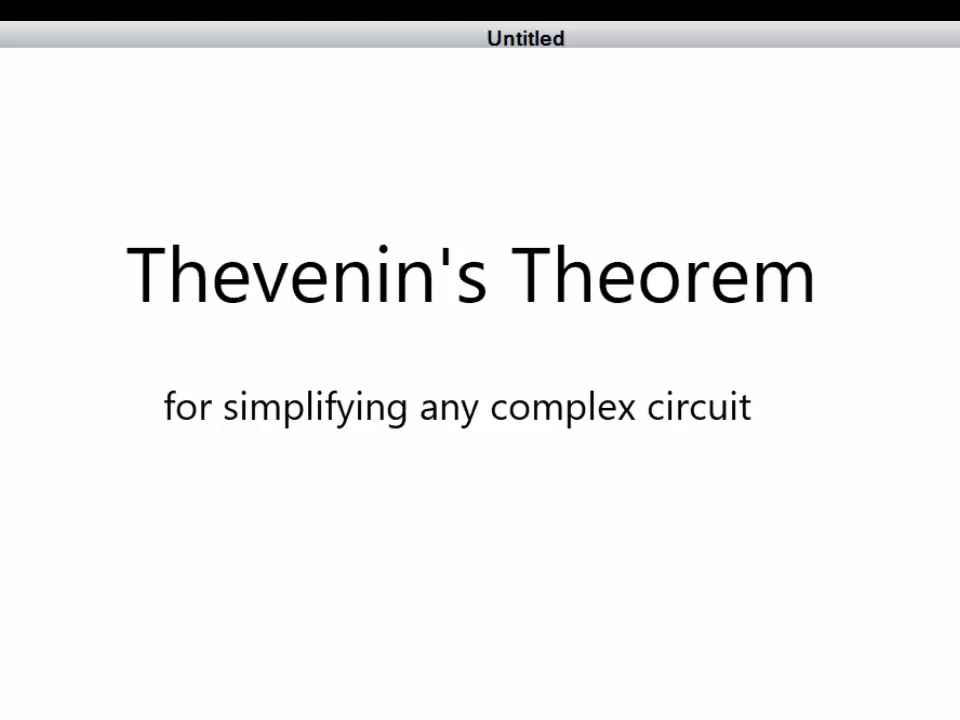 Untitled
Thevenin's Theorem
for simplifying any complex circuit